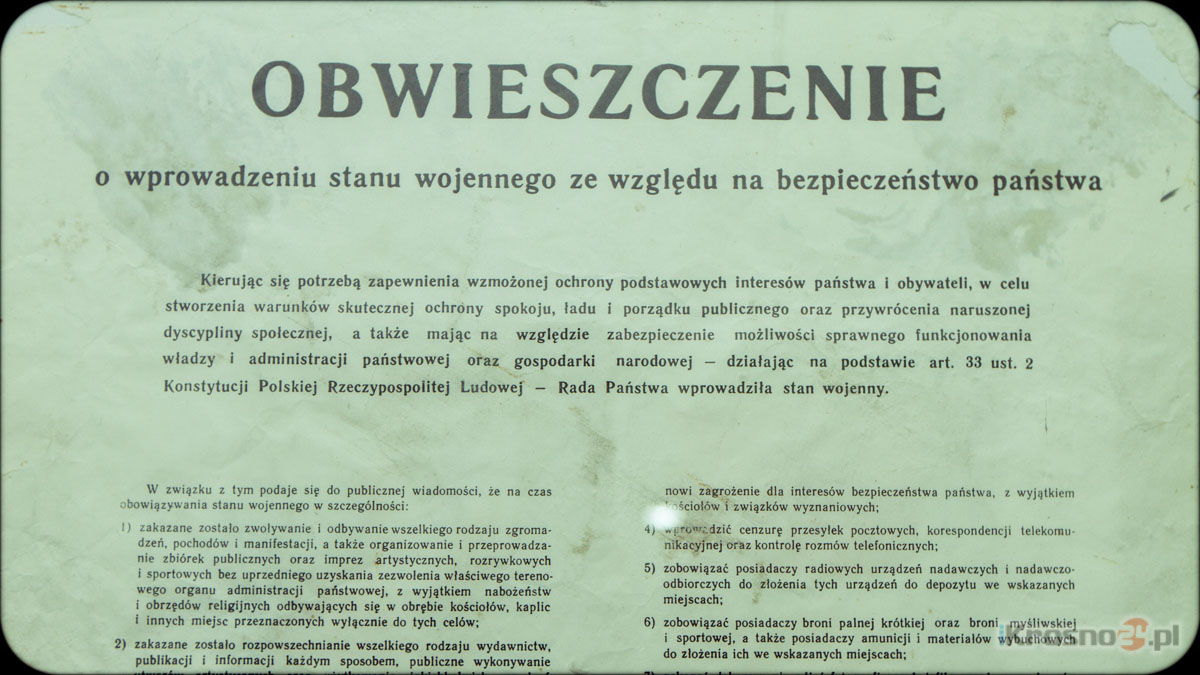 OBWIESZCZENIE
o wprowadzeniu stanu wojennego ze względu na bezpieczeństwo państwa
Kierując się potrzebą zapewnienia wzmożonej ochrony podstawowych interesów państwa i obywateli, w celu
stworzenia warunków skutecznej ochrony spokoju, ładu i porządku publicznego oraz przywrócenia naruszonej
dyscypliny społecznej, a także mając na względzie zabezpieczenie możliwości sprawnego funkcjonowania
władzy i administracji państwowej oraz gospodarki narodowej — działając na podstawie art. 33 ust. 2
Konstytucji Polskiej Rzeczypospolitej Ludowej — Rada Państwa wprowadziła stan wojenny.
W związku z tym podaje się do publicznej wiadomości, że na czas
obowiązywania stanu wojennego w szczególności:
1) zakazane zostało zwoływanie i odbywanie wszelkiego rodzaju zgroma-
dzeń, pochodów i manifestacji, a także organizowanie i przeprowadza-
nie zbiórek publicznych oraz imprez artystycznych, rozrywkowych
i sportowych bez uprzedniego uzyskania zezwolenia właściwego tereno-
wego organu administracji państwowej, z wyjątkiem nabożeństw
i obrzędów religijnych odbywających się w obrębie kościołów, kaplic
i innych miejsc przeznaczonych wyłącznie do tych celów;
2) zakazane zostało rozpowszechnianie wszelkiego rodzaju wydawnictw,
publikacji i informacji każdym sposobem, publiczne wykonywanie
nowi zagrożenie dla interesów bezpieczeństwa państwa, z wyjątkiem
kościołów i związków wyznaniowych;
4) wprowadzić cenzurę przesyłek pocztowych, korespondencji telekomu-
nikacyjnej oraz kontrolę rozmów telefonicznych;
5) zobowiązać posiadaczy radiowych urządzeń nadawczych i nadawczo-
odbiorczych do złożenia tych urządzeń do depozytu we wskazanych
miejscach;
6) zobowiązać posiadaczy broni palnej krótkiej oraz broni myśliwskiej
i sportowej, a także posiadaczy amunicji i materiałów wybuchowych
do złożenia ich we wskazanych miejscach;
iKrosno24.pl